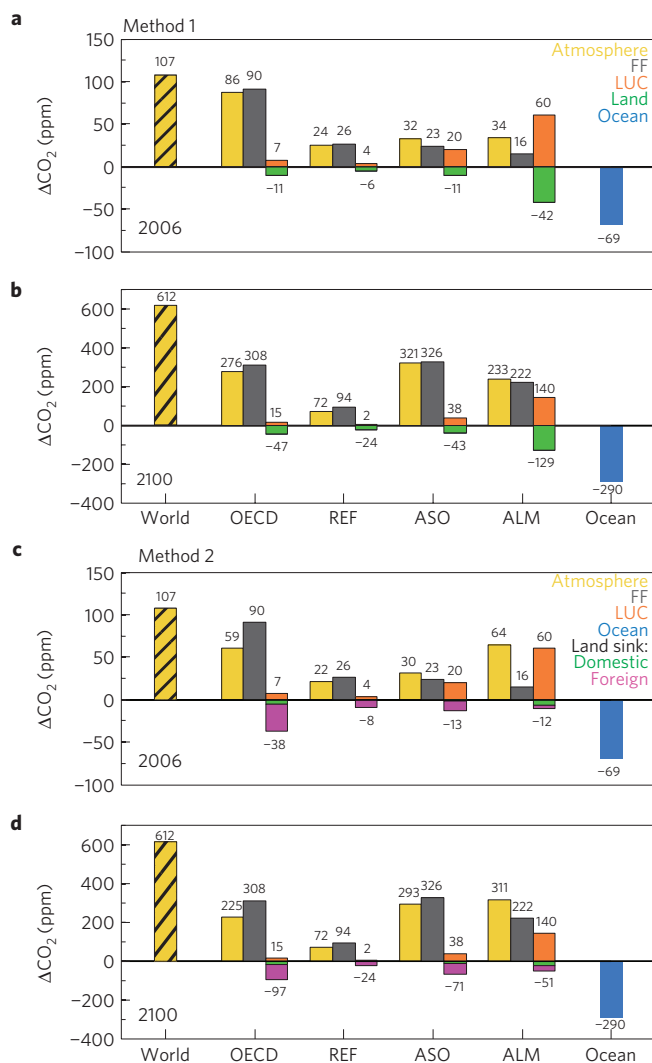 a Method 1
150
100
50
0
−50
−100
ΔCO2 (ppm)
107
86 90 7 −11
24 26 4 −6
32 23 20 −11
34 16 60 −42
−69
Atmosphere
FF
LUC
Land
Ocean
2006
b
600
400
200
0
−200
−400
ΔCO2 (ppm)
612
276 308 15 −47
72 94 2 −24
321 326 38 −43
233 222 140 −129
−290
2100
World OECD REF ASO ALM Ocean
c Method 2
150
100
50
0
−50
−100
ΔCO2 (ppm)
107
59 90 7 −38
22 26 4 −8
30 23 20 −13
64 16 60 −12
−69
Atmosphere
FF
LUC
Ocean
Land sink:
Domestic
Foreign
2006
d
600
400
200
0
−200
−400
ΔCO2 (ppm)
612
225 308 15 −97
72 94 2 −24
293 326 38 −71
311 222 140 −51
−290
2100
World OECD REF ASO ALM Ocean